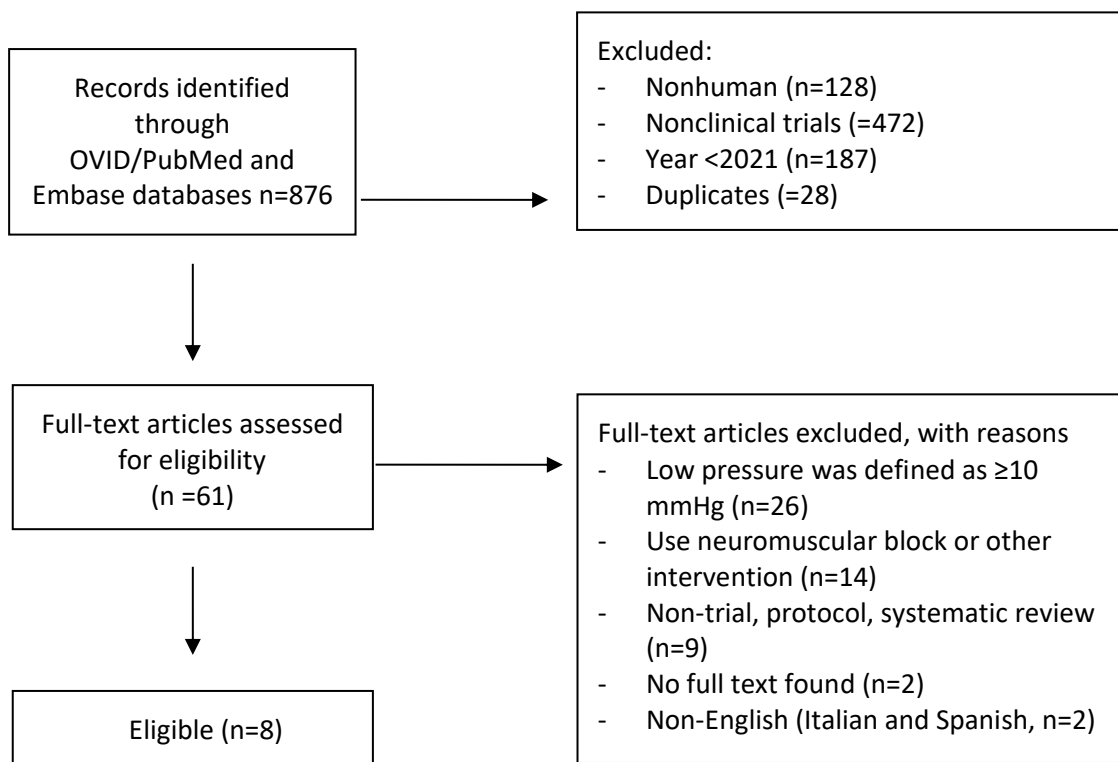 Records identified
through
OVID/PubMed and
Embase databases n=876
Excluded:
- Nonhuman (n=128)
- Nonclinical trials (=472)
- Year <2021 (n=187)
- Duplicates (=28)
Full-text articles assessed
for eligibility
(n =61)
Full-text articles excluded, with reasons
- Low pressure was defined as ≥10
mmHg (n=26)
- Use neuromuscular block or other
intervention (n=14)
- Non-trial, protocol, systematic review
(n=9)
- No full text found (n=2)
- Non-English (Italian and Spanish, n=2)
Eligible (n=8)